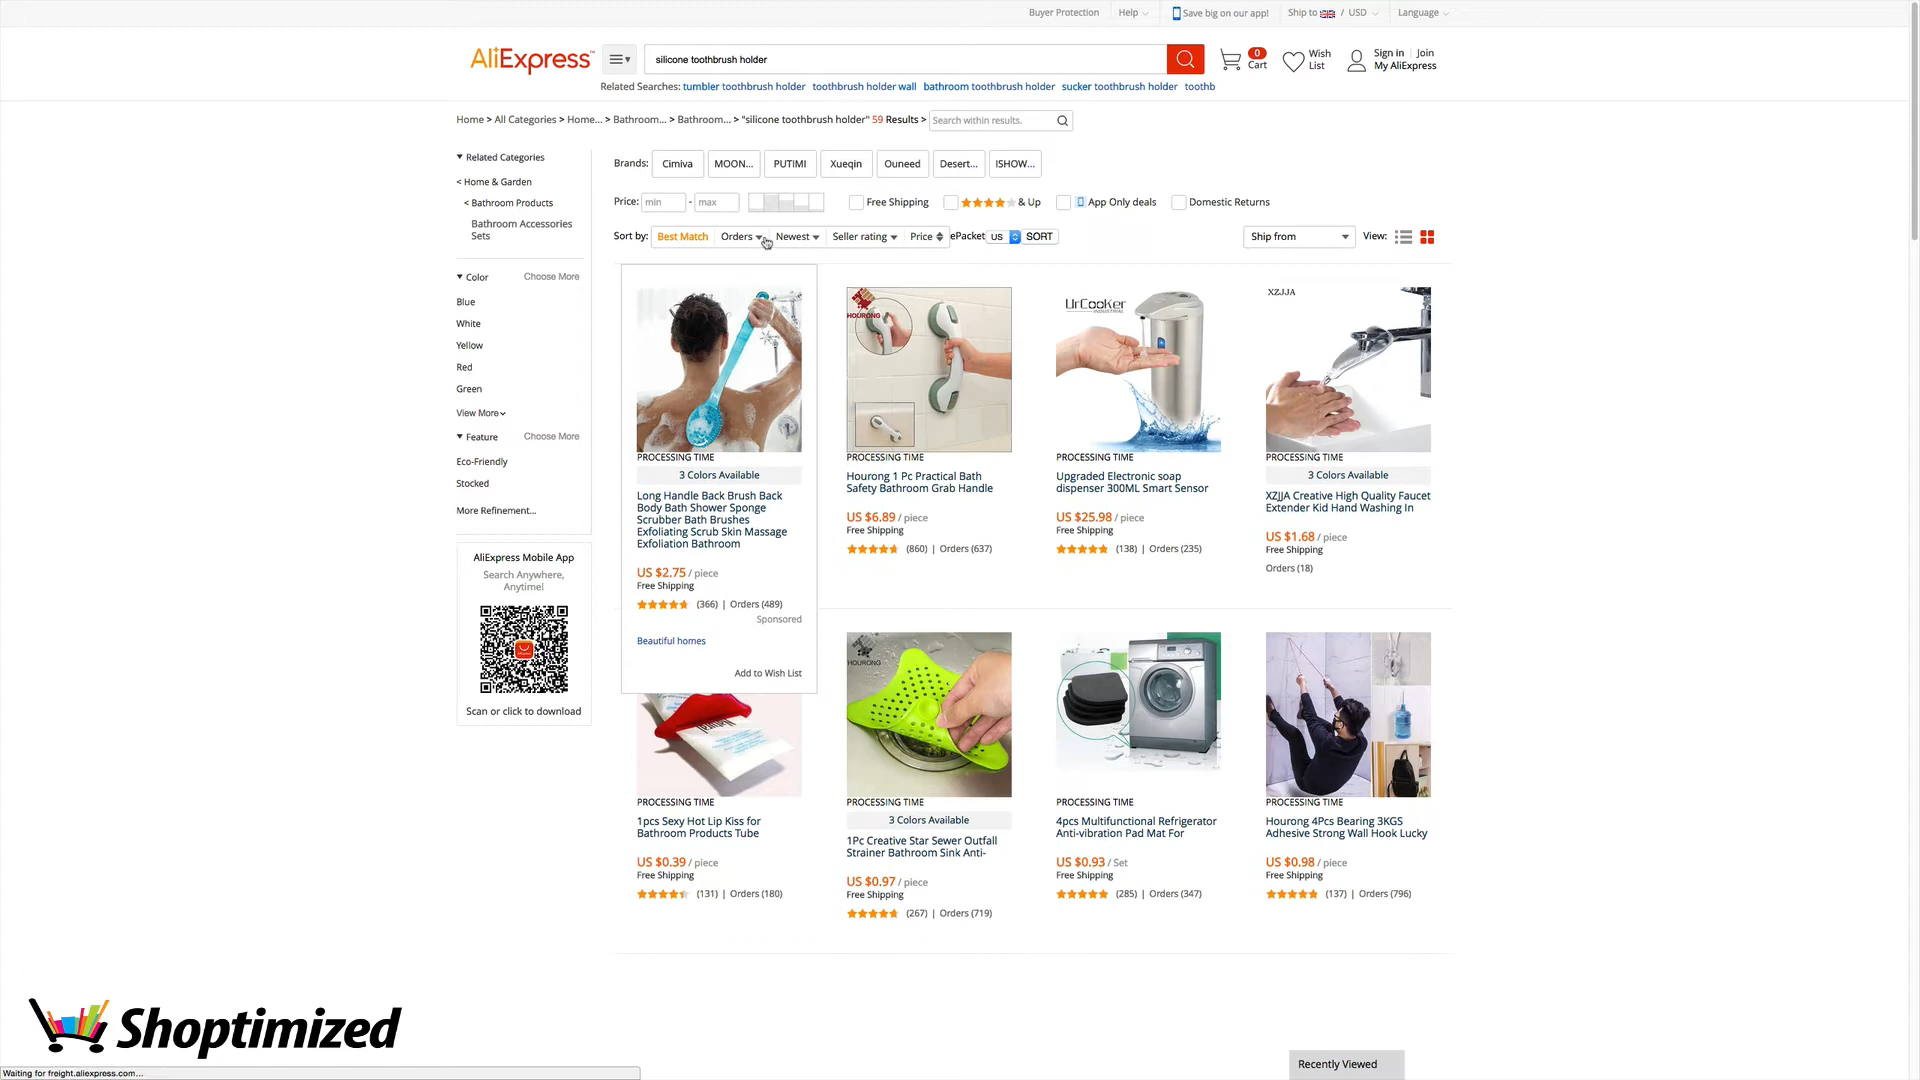 Buyer Protection
Help
Save big on our app!
Ship to / USD
Language
AliExpress™
silicone toothbrush holder
0
Cart
Wish
List
Sign in
Join
My AliExpress
Related Searches: tumbler toothbrush holder toothbrush holder wall bathroom toothbrush holder sucker toothbrush holder toothb
Home > All Categories > Home... > Bathroom... > Bathroom... > "silicone toothbrush holder" 59 Results >
Search within results.
Related Categories
< Home & Garden
< Bathroom Products
Bathroom Accessories
Sets
Color
Choose More
Blue
White
Yellow
Red
Green
View More
Feature
Choose More
Eco-Friendly
Stocked
More Refinement...
AliExpress Mobile App
Search Anywhere,
Anytime!
Scan or click to download
Brands: Cimiva MOON... PUTIMI Xueqin Ouneed Desert... ISHOW...
Price: min - max
Free Shipping
& Up
App Only deals
Domestic Returns
Sort by: Best Match Orders Newest Seller rating Price ePacket US SORT
Ship from
View:
PROCESSING TIME
3 Colors Available
Long Handle Back Brush Back
Body Bath Shower Sponge
Scrubber Bath Brushes
Exfoliating Scrub Skin Massage
Exfoliation Bathroom
US $2.75 / piece
Free Shipping
(366) | Orders (489)
Sponsored
Beautiful homes
Add to Wish List
HOURONG
PROCESSING TIME
Hourong 1 Pc Practical Bath
Safety Bathroom Grab Handle
US $6.89 / piece
Free Shipping
(860) | Orders (637)
UrCooker
INDUSTRIAL
PROCESSING TIME
Upgraded Electronic soap
dispenser 300ML Smart Sensor
US $25.98 / piece
Free Shipping
(138) | Orders (235)
XZJJA
PROCESSING TIME
3 Colors Available
XZJJA Creative High Quality Faucet
Extender Kid Hand Washing In
US $1.68 / piece
Free Shipping
Orders (18)
PROCESSING TIME
1pcs Sexy Hot Lip Kiss for
Bathroom Products Tube
US $0.39 / piece
Free Shipping
(131) | Orders (180)
HOURONG
PROCESSING TIME
3 Colors Available
1Pc Creative Star Sewer Outfall
Strainer Bathroom Sink Anti-
US $0.97 / piece
Free Shipping
(267) | Orders (719)
PROCESSING TIME
4pcs Multifunctional Refrigerator
Anti-vibration Pad Mat For
US $0.93 / Set
Free Shipping
(285) | Orders (347)
PROCESSING TIME
Hourong 4Pcs Bearing 3KGS
Adhesive Strong Wall Hook Lucky
US $0.98 / piece
Free Shipping
(137) | Orders (796)
Shoptimized
Recently Viewed
Waiting for freight.aliexpress.com...